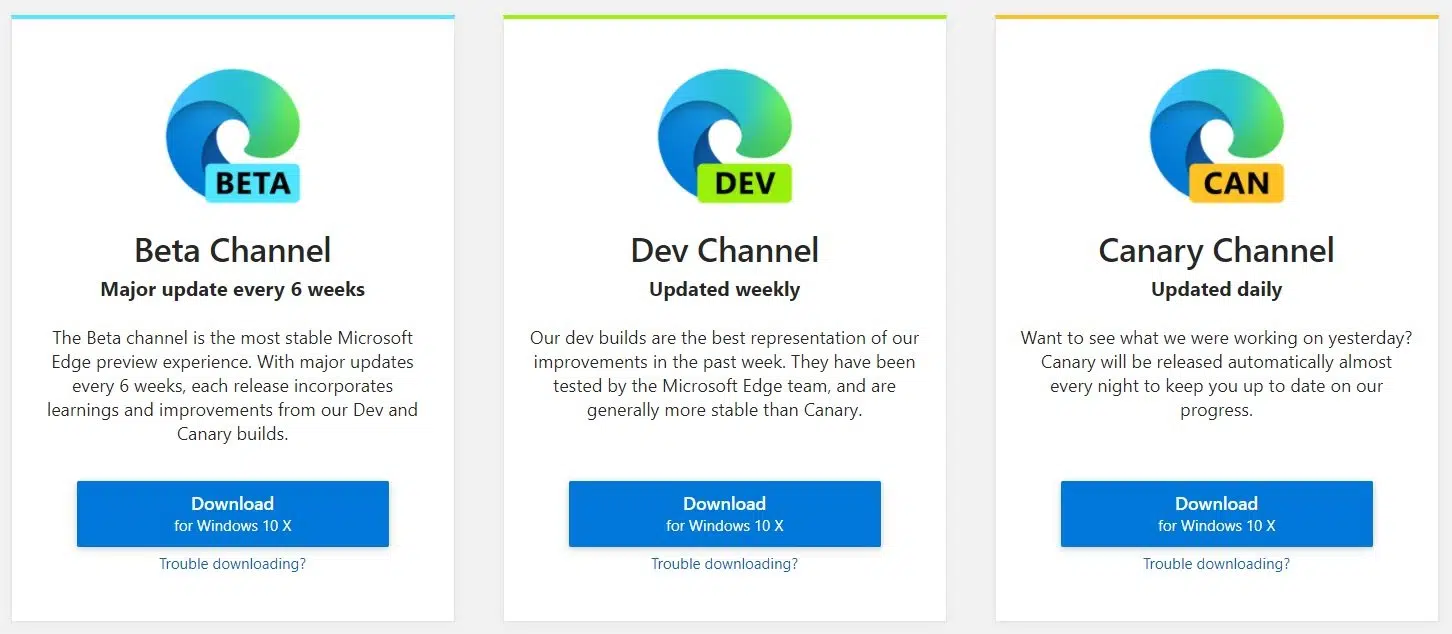 BETA
Beta Channel
Major update every 6 weeks
The Beta channel is the most stable Microsoft
Edge preview experience. With major updates
every 6 weeks, each release incorporates
learnings and improvements from our Dev and
Canary builds.
Download
for Windows 10 X
Trouble downloading?
DEV
Dev Channel
Updated weekly
Our dev builds are the best representation of our
improvements in the past week. They have been
tested by the Microsoft Edge team, and are
generally more stable than Canary.
Download
for Windows 10 X
Trouble downloading?
CAN
Canary Channel
Updated daily
Want to see what we were working on yesterday?
Canary will be released automatically almost
every night to keep you up to date on our
progress.
Download
for Windows 10 X
Trouble downloading?